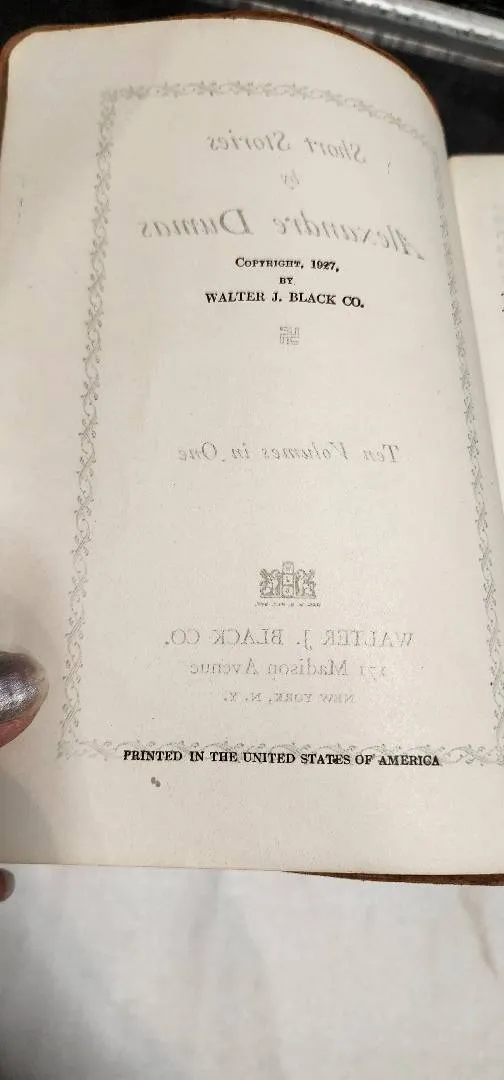 Short Stories
by
Alexandre Dumas
COPYRIGHT, 1927,
BY
WALTER J. BLACK CO.
Ten Volumes in One
WALTER J. BLACK CO.
171 Madison Avenue
NEW YORK, N. Y.
PRINTED IN THE UNITED STATES OF AMERICA